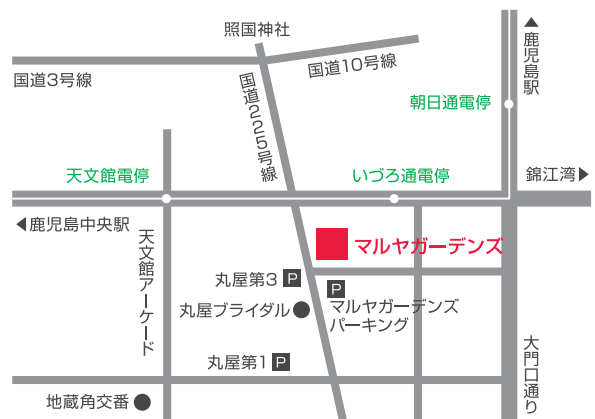 照国神社
鹿児島駅
国道10号線
国道3号線
国道225号線
朝日通電停
天文館電停
いづろ通電停
錦江湾
鹿児島中央駅
天文館アーケード
マルヤガーデンズ
丸屋第3 P
P
丸屋ブライダル
マルヤガーデンズ
パーキング
大門口通り
丸屋第1 P
地蔵角交番